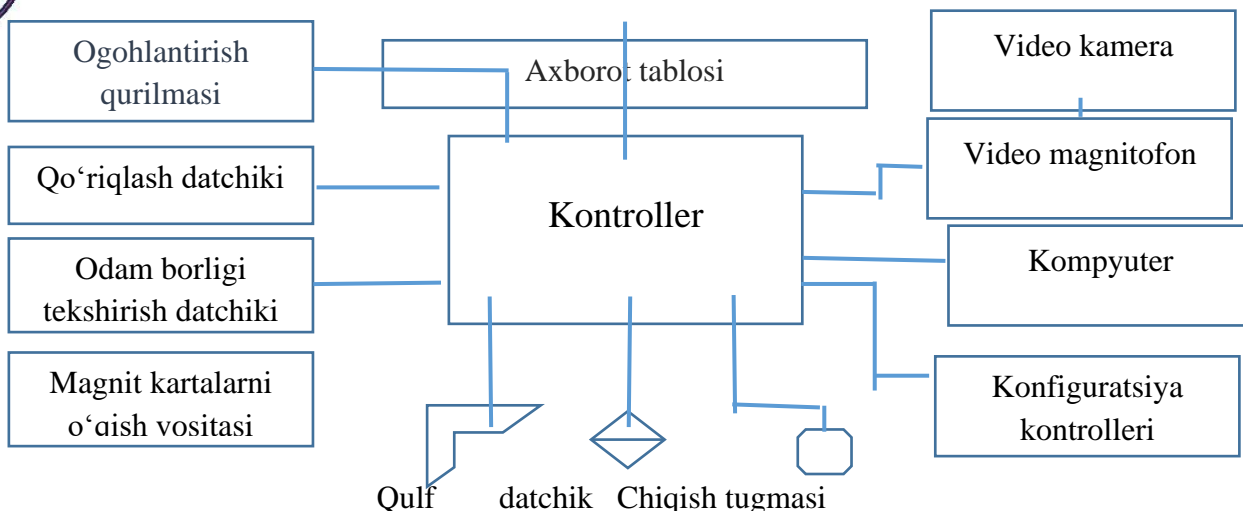 Ogohlantirish
qurilmasi
Axborot tablosi
Video kamera
Qo‘riqlash datchiki
Kontroller
Video magnitofon
Odam borligi
tekshirish datchiki
Kompyuter
Magnit kartalarni
o‘qish vositasi
Konfiguratsiya
kontrolleri
Qulf datchik Chiqish tugmasi